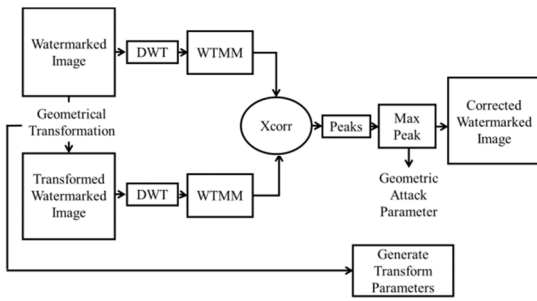 Watermarked
Image
DWT
WTMM
Geometrical
Transformation
Transformed
Watermarked
Image
DWT
WTMM
Xcorr
Peaks
Max
Peak
Corrected
Watermarked
Image
Geometric
Attack
Parameter
Generate
Transform
Parameters